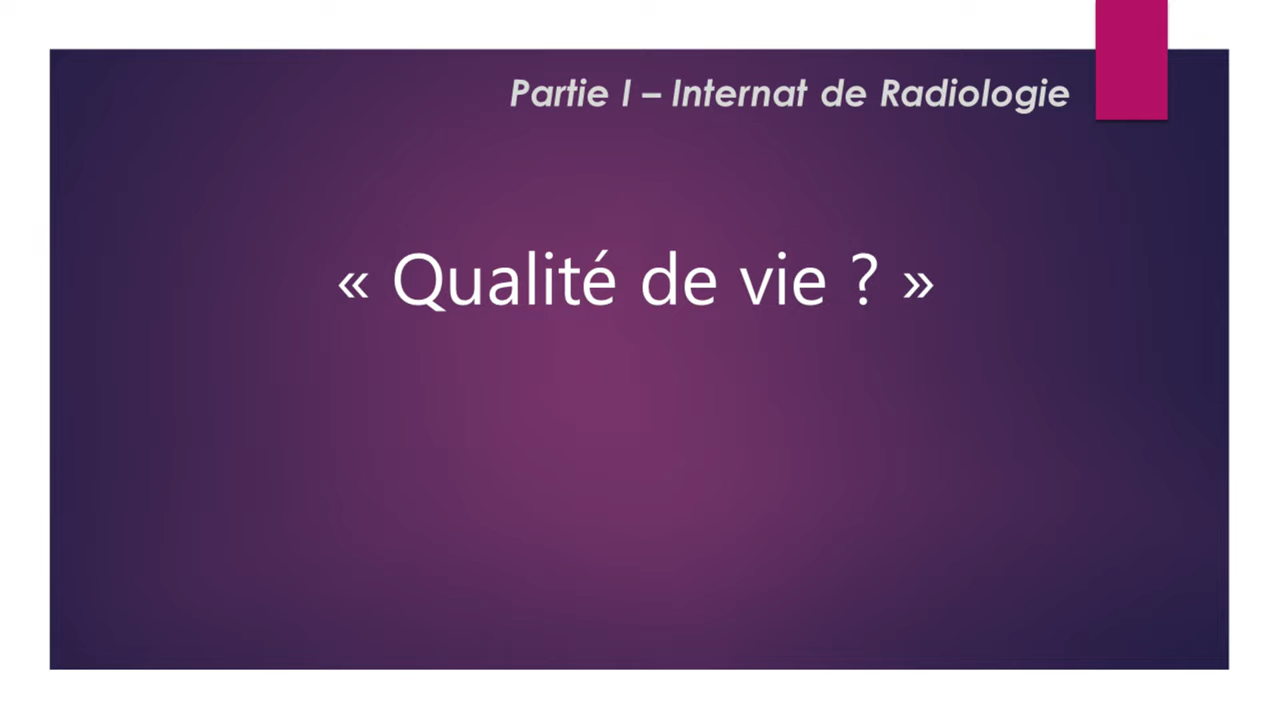 Partie I – Internat de Radiologie
« Qualité de vie ? »